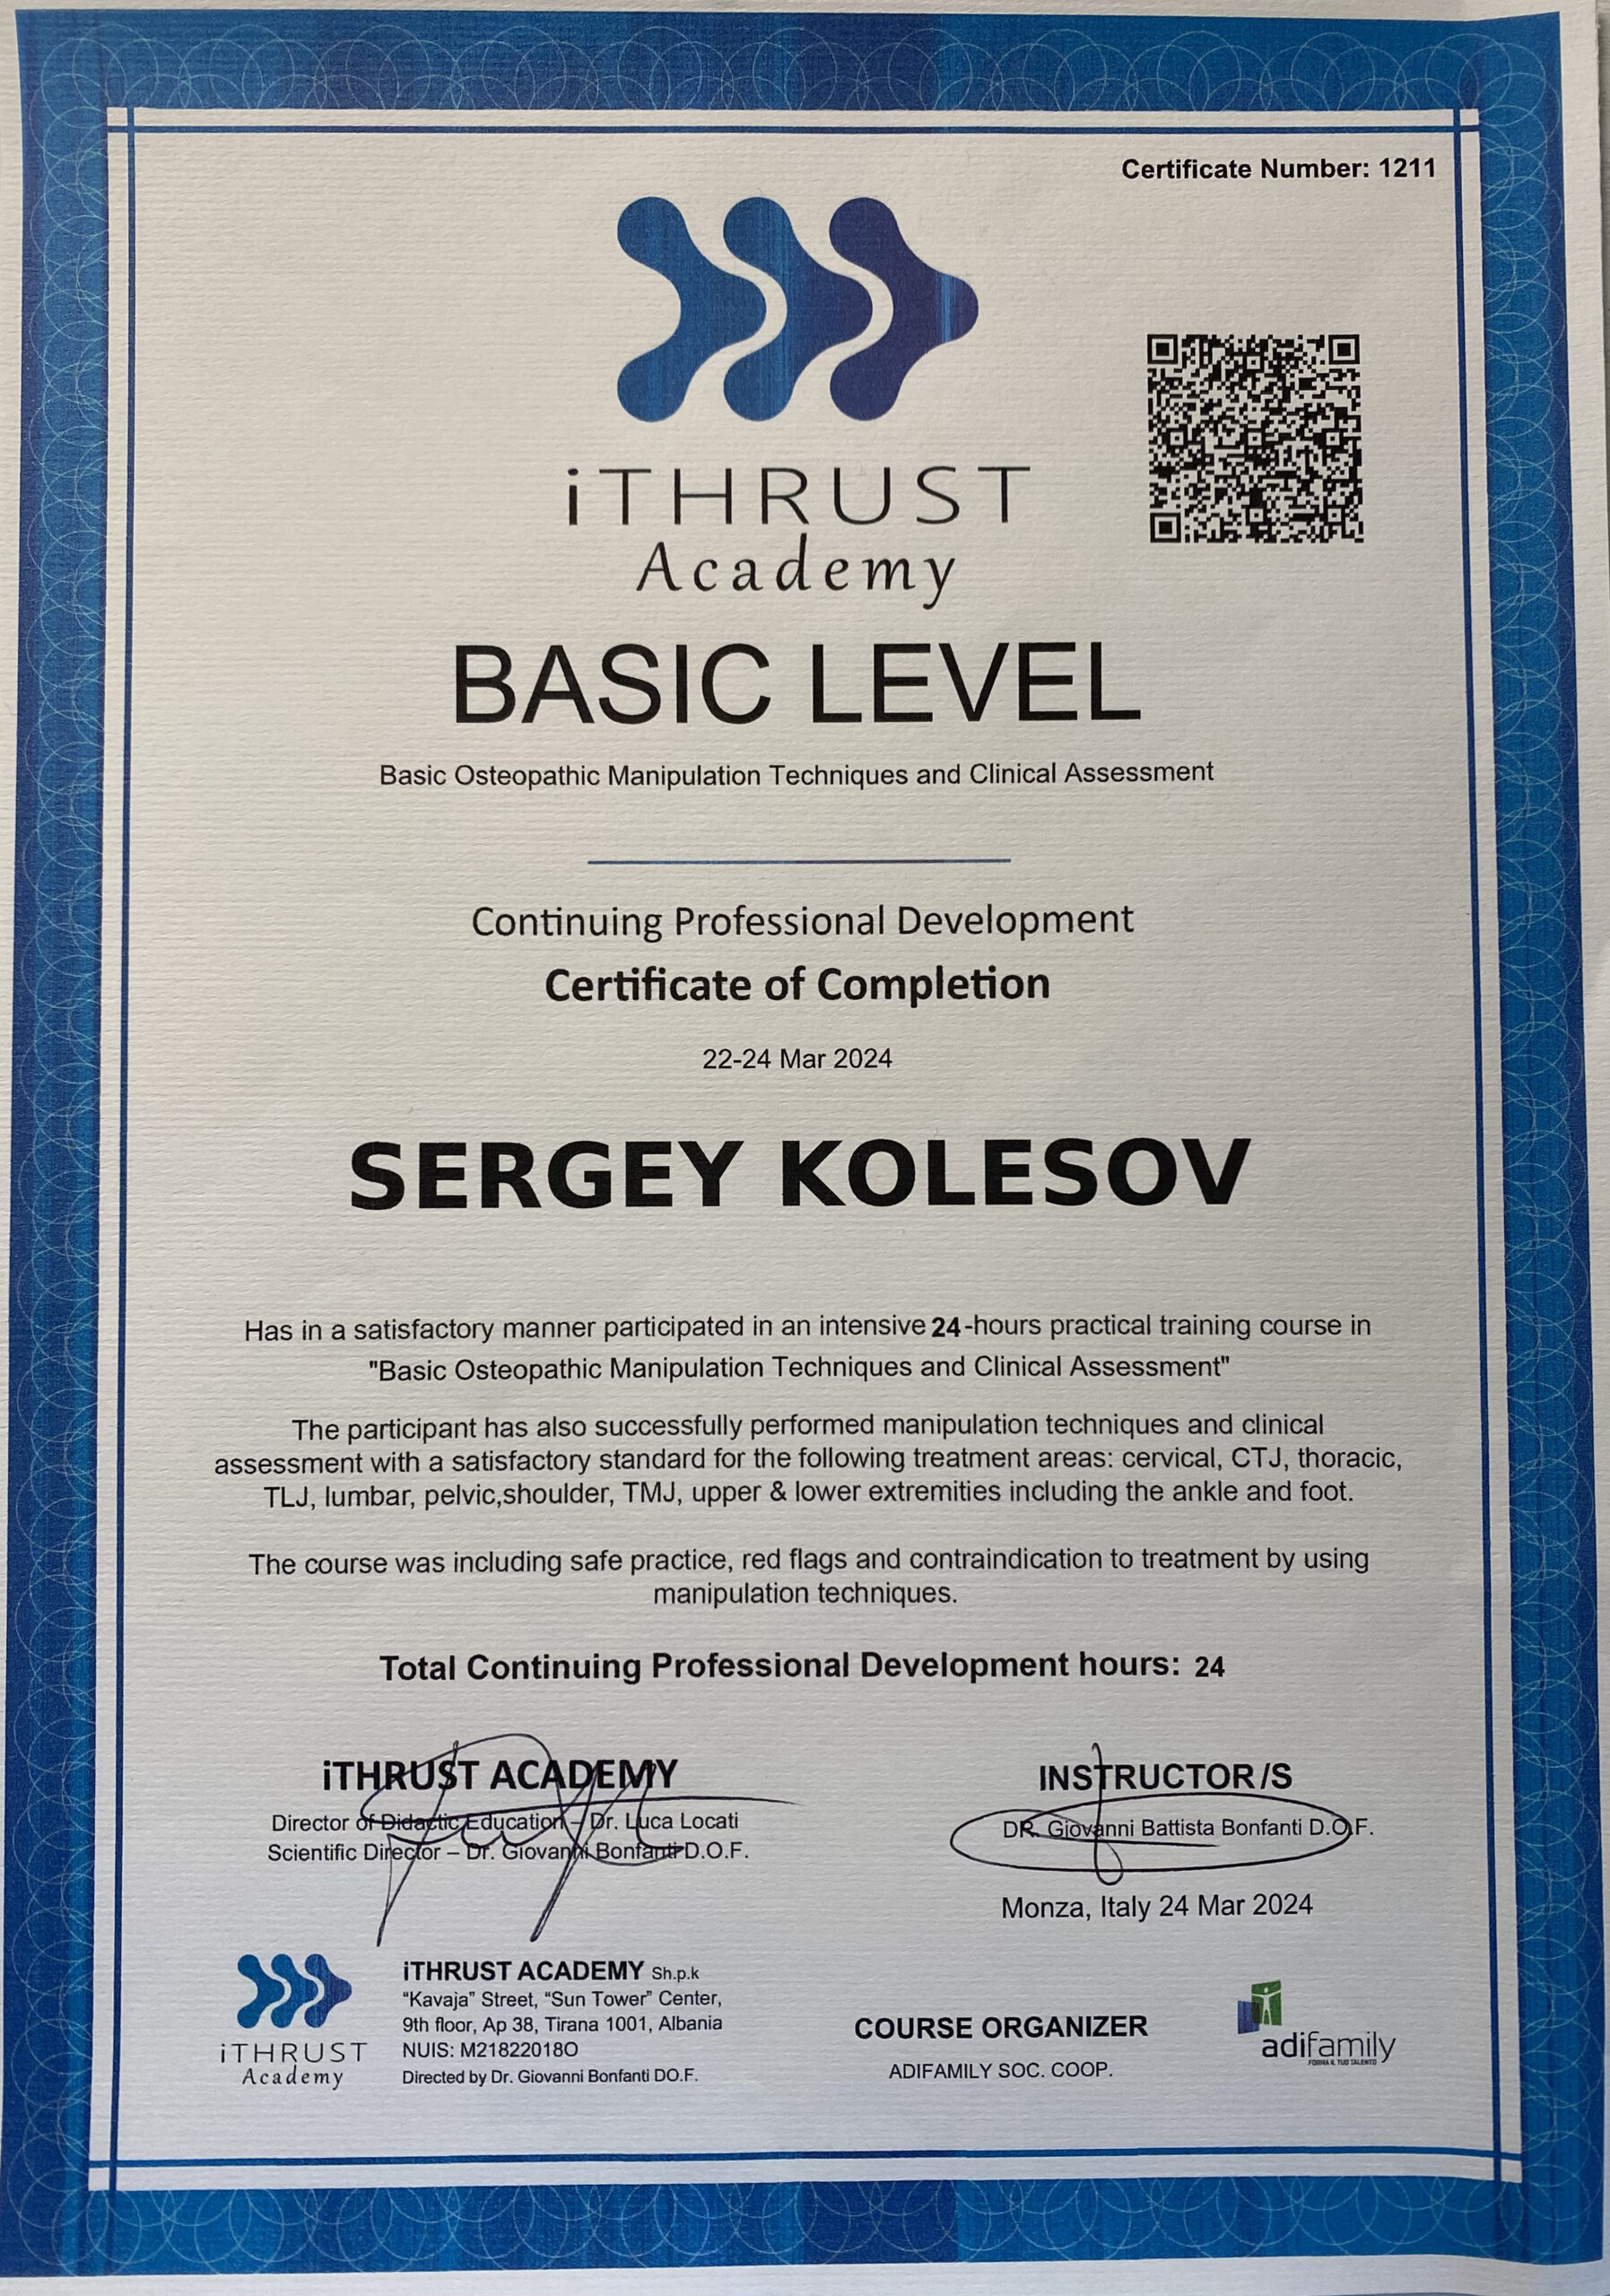 Certificate Number: 1211
iTHRUST
Academy
BASIC LEVEL
Basic Osteopathic Manipulation Techniques and Clinical Assessment
Continuing Professional Development
Certificate of Completion
22-24 Mar 2024
SERGEY KOLESOV
Has in a satisfactory manner participated in an intensive 24-hours practical training course in
"Basic Osteopathic Manipulation Techniques and Clinical Assessment"
The participant has also successfully performed manipulation techniques and clinical
assessment with a satisfactory standard for the following treatment areas: cervical, CTJ, thoracic,
TLJ, lumbar, pelvic,shoulder, TMJ, upper & lower extremities including the ankle and foot.
The course was including safe practice, red flags and contraindication to treatment by using
manipulation techniques.
Total Continuing Professional Development hours: 24
iTHRUST ACADEMY
Director of Didactic Education – Dr. Luca Locati
Scientific Director – Dr. Giovanni Bonfanti D.O.F.
INSTRUCTOR/S
DR. Giovanni Battista Bonfanti D.O.F.
Monza, Italy 24 Mar 2024
iTHRUST
Academy
iTHRUST ACADEMY Sh.p.k
“Kavaja” Street, “Sun Tower” Center,
9th floor, Ap 38, Tirana 1001, Albania
NUIS: M21822018O
Directed by Dr. Giovanni Bonfanti DO.F.
COURSE ORGANIZER
ADIFAMILY SOC. COOP.
adifamily
FORMA IL TUO TALENTO